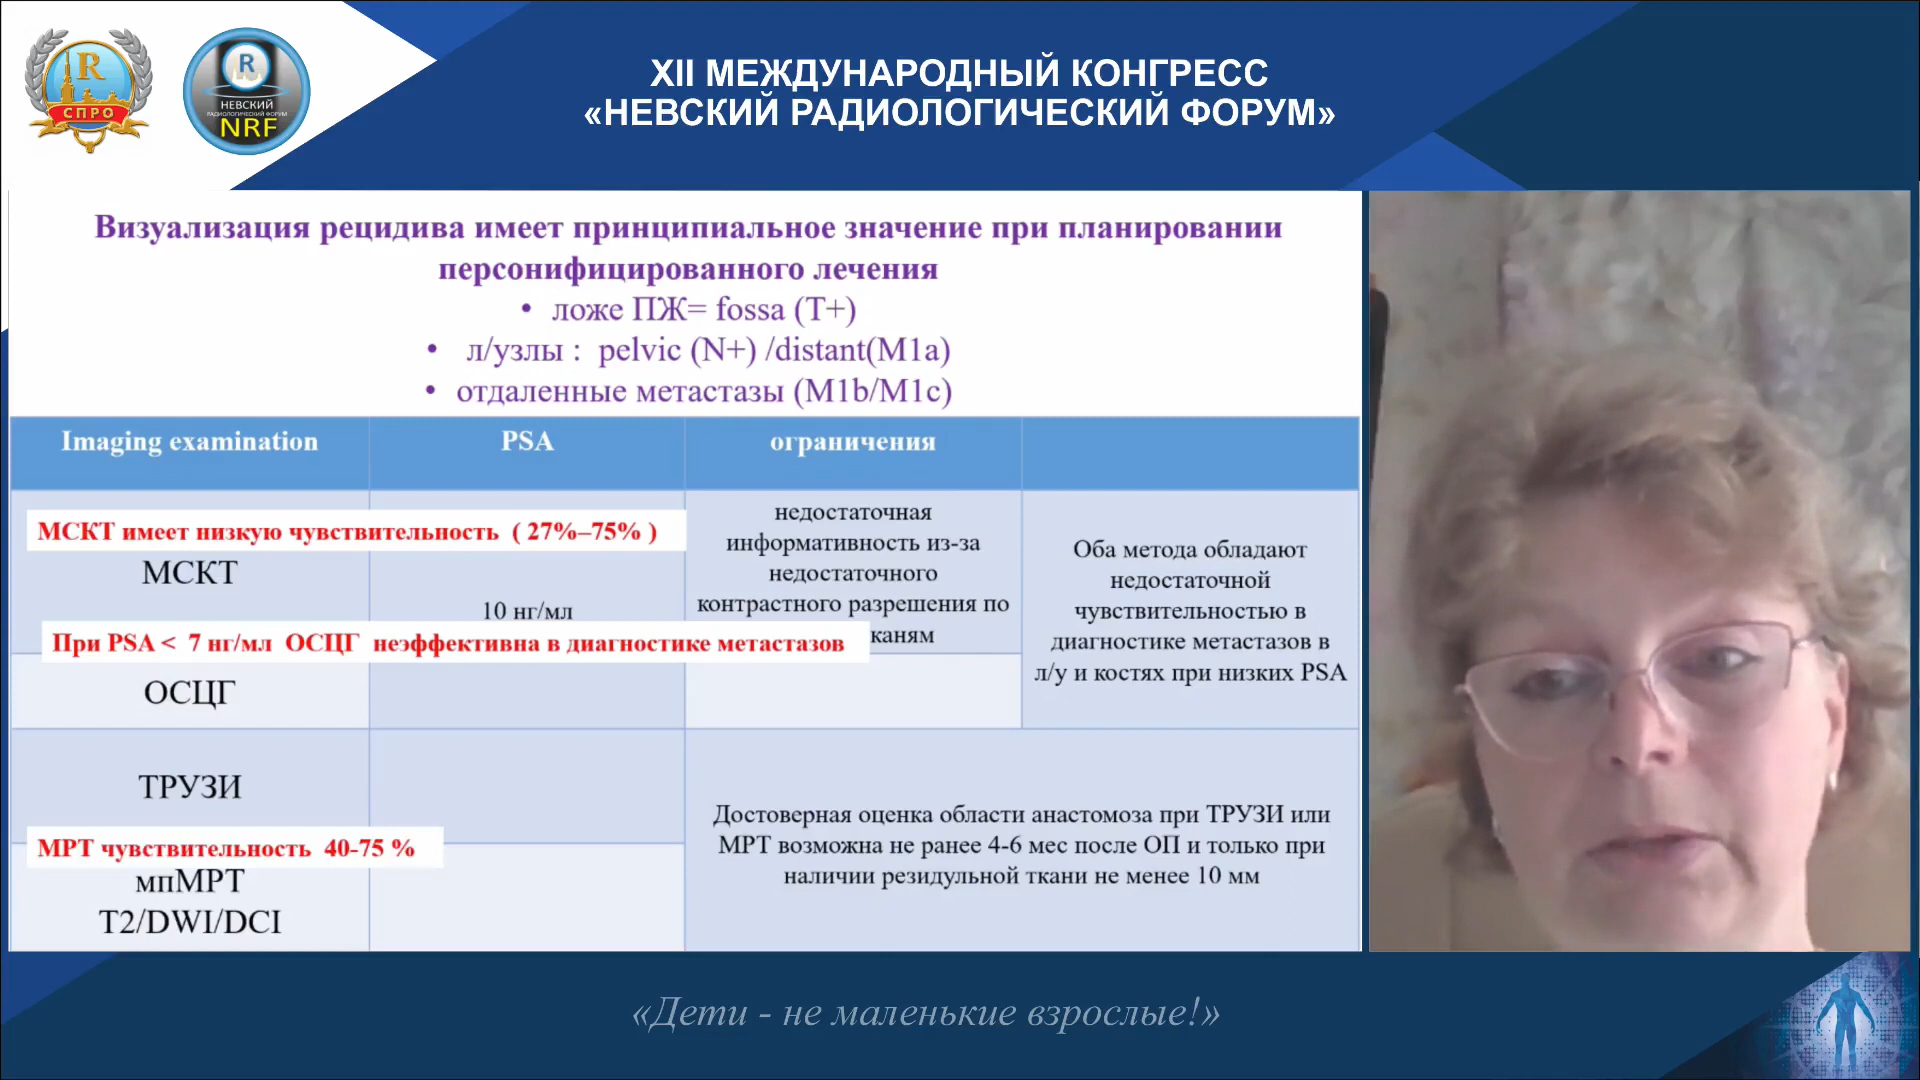 R
СПРО
R
НЕВСКИЙ
РАДИОЛОГИЧЕСКИЙ ФОРУМ
NRF
XII МЕЖДУНАРОДНЫЙ КОНГРЕСС
«НЕВСКИЙ РАДИОЛОГИЧЕСКИЙ ФОРУМ»
Визуализация рецидива имеет принципиальное значение при планировании
персонифицированного лечения
• ложе ПЖ= fossa (T+)
• л/узлы : pelvic (N+) /distant(M1a)
• отдаленные метастазы (M1b/M1c)
Imaging examination
PSA
ограничения
МСКТ имеет низкую чувствительность ( 27%–75% )
МСКТ
10 нг/мл
недостаточная
информативность из-за
недостаточного
контрастного разрешения по
каням
Оба метода обладают
недостаточной
чувствительностью в
диагностике метастазов в
л/у и костях при низких PSA
При PSA < 7 нг/мл ОСЦГ неэффективна в диагностике метастазов
ОСЦГ
ТРУЗИ
МРТ чувствительность 40-75 %
мпМРТ
T2/DWI/DCI
Достоверная оценка области анастомоза при ТРУЗИ или
МРТ возможна не ранее 4-6 мес после ОП и только при
наличии резидульной ткани не менее 10 мм
«Дети - не маленькие взрослые!»